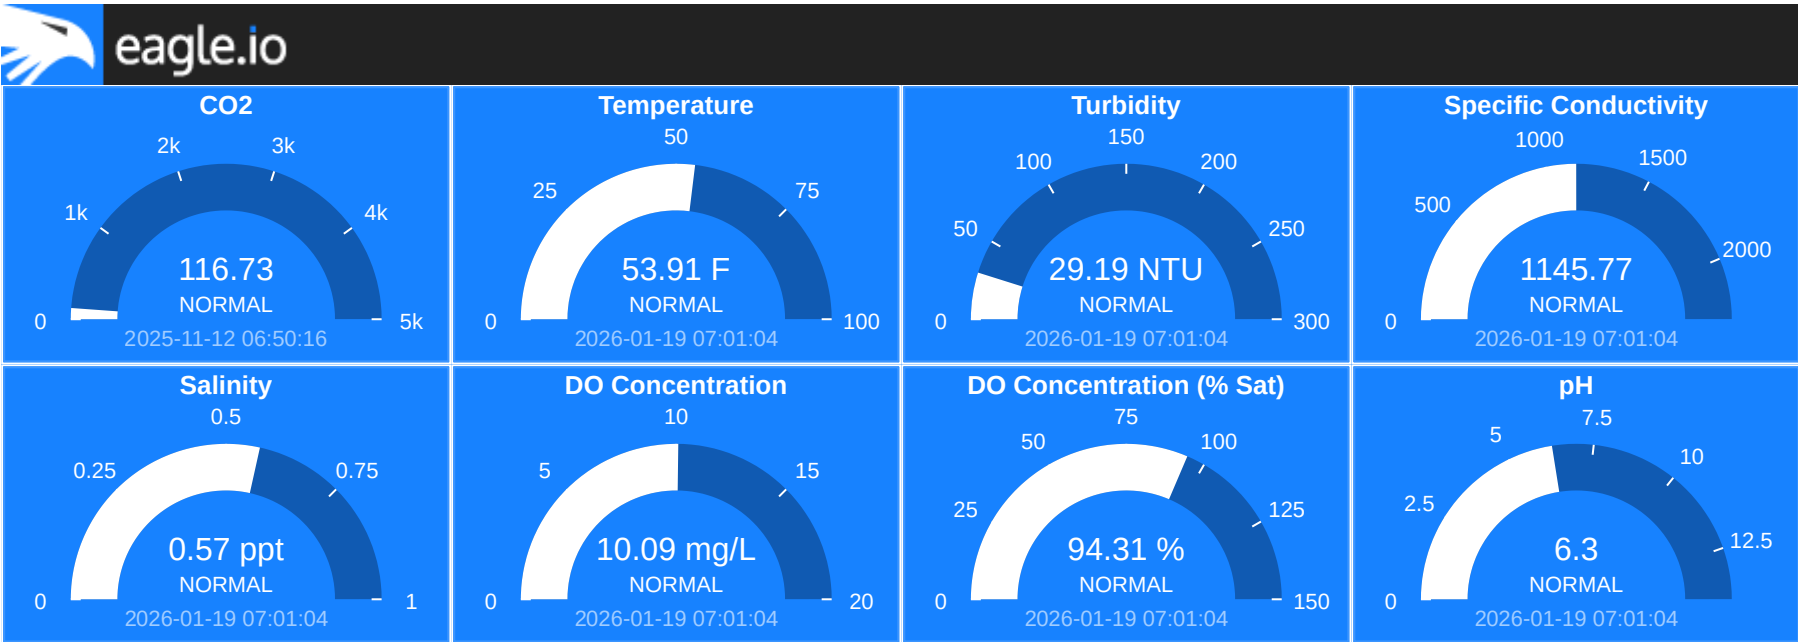 eagle.io
CO2
0
1k
2k
3k
4k
5k
116.73
NORMAL
2025-11-12 06:50:16
Temperature
0
25
50
75
100
53.91 F
NORMAL
2026-01-19 07:01:04
Turbidity
0
50
100
150
200
250
300
29.19 NTU
NORMAL
2026-01-19 07:01:04
Specific Conductivity
0
500
1000
1500
2000
1145.77
NORMAL
2026-01-19 07:01:04
Salinity
0
0.25
0.5
0.75
1
0.57 ppt
NORMAL
2026-01-19 07:01:04
DO Concentration
0
5
10
15
20
10.09 mg/L
NORMAL
2026-01-19 07:01:04
DO Concentration (% Sat)
0
25
50
75
100
125
150
94.31 %
NORMAL
2026-01-19 07:01:04
pH
0
2.5
5
7.5
10
12.5
6.3
NORMAL
2026-01-19 07:01:04